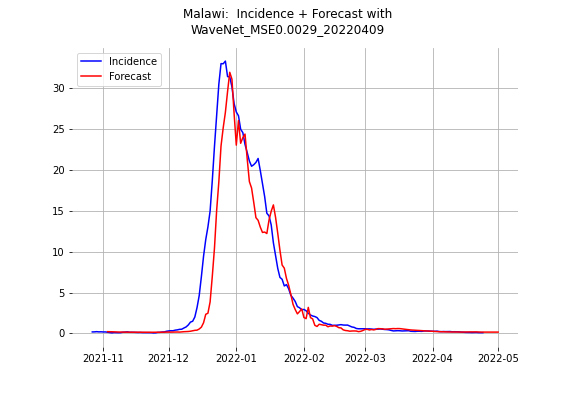 Malawi:  Incidence + Forecast with
WaveNet_MSE0.0029_20220409
Incidence
Forecast
30
25
20
15
10
5
0
2021-11 2021-12 2022-01 2022-02 2022-03 2022-04 2022-05